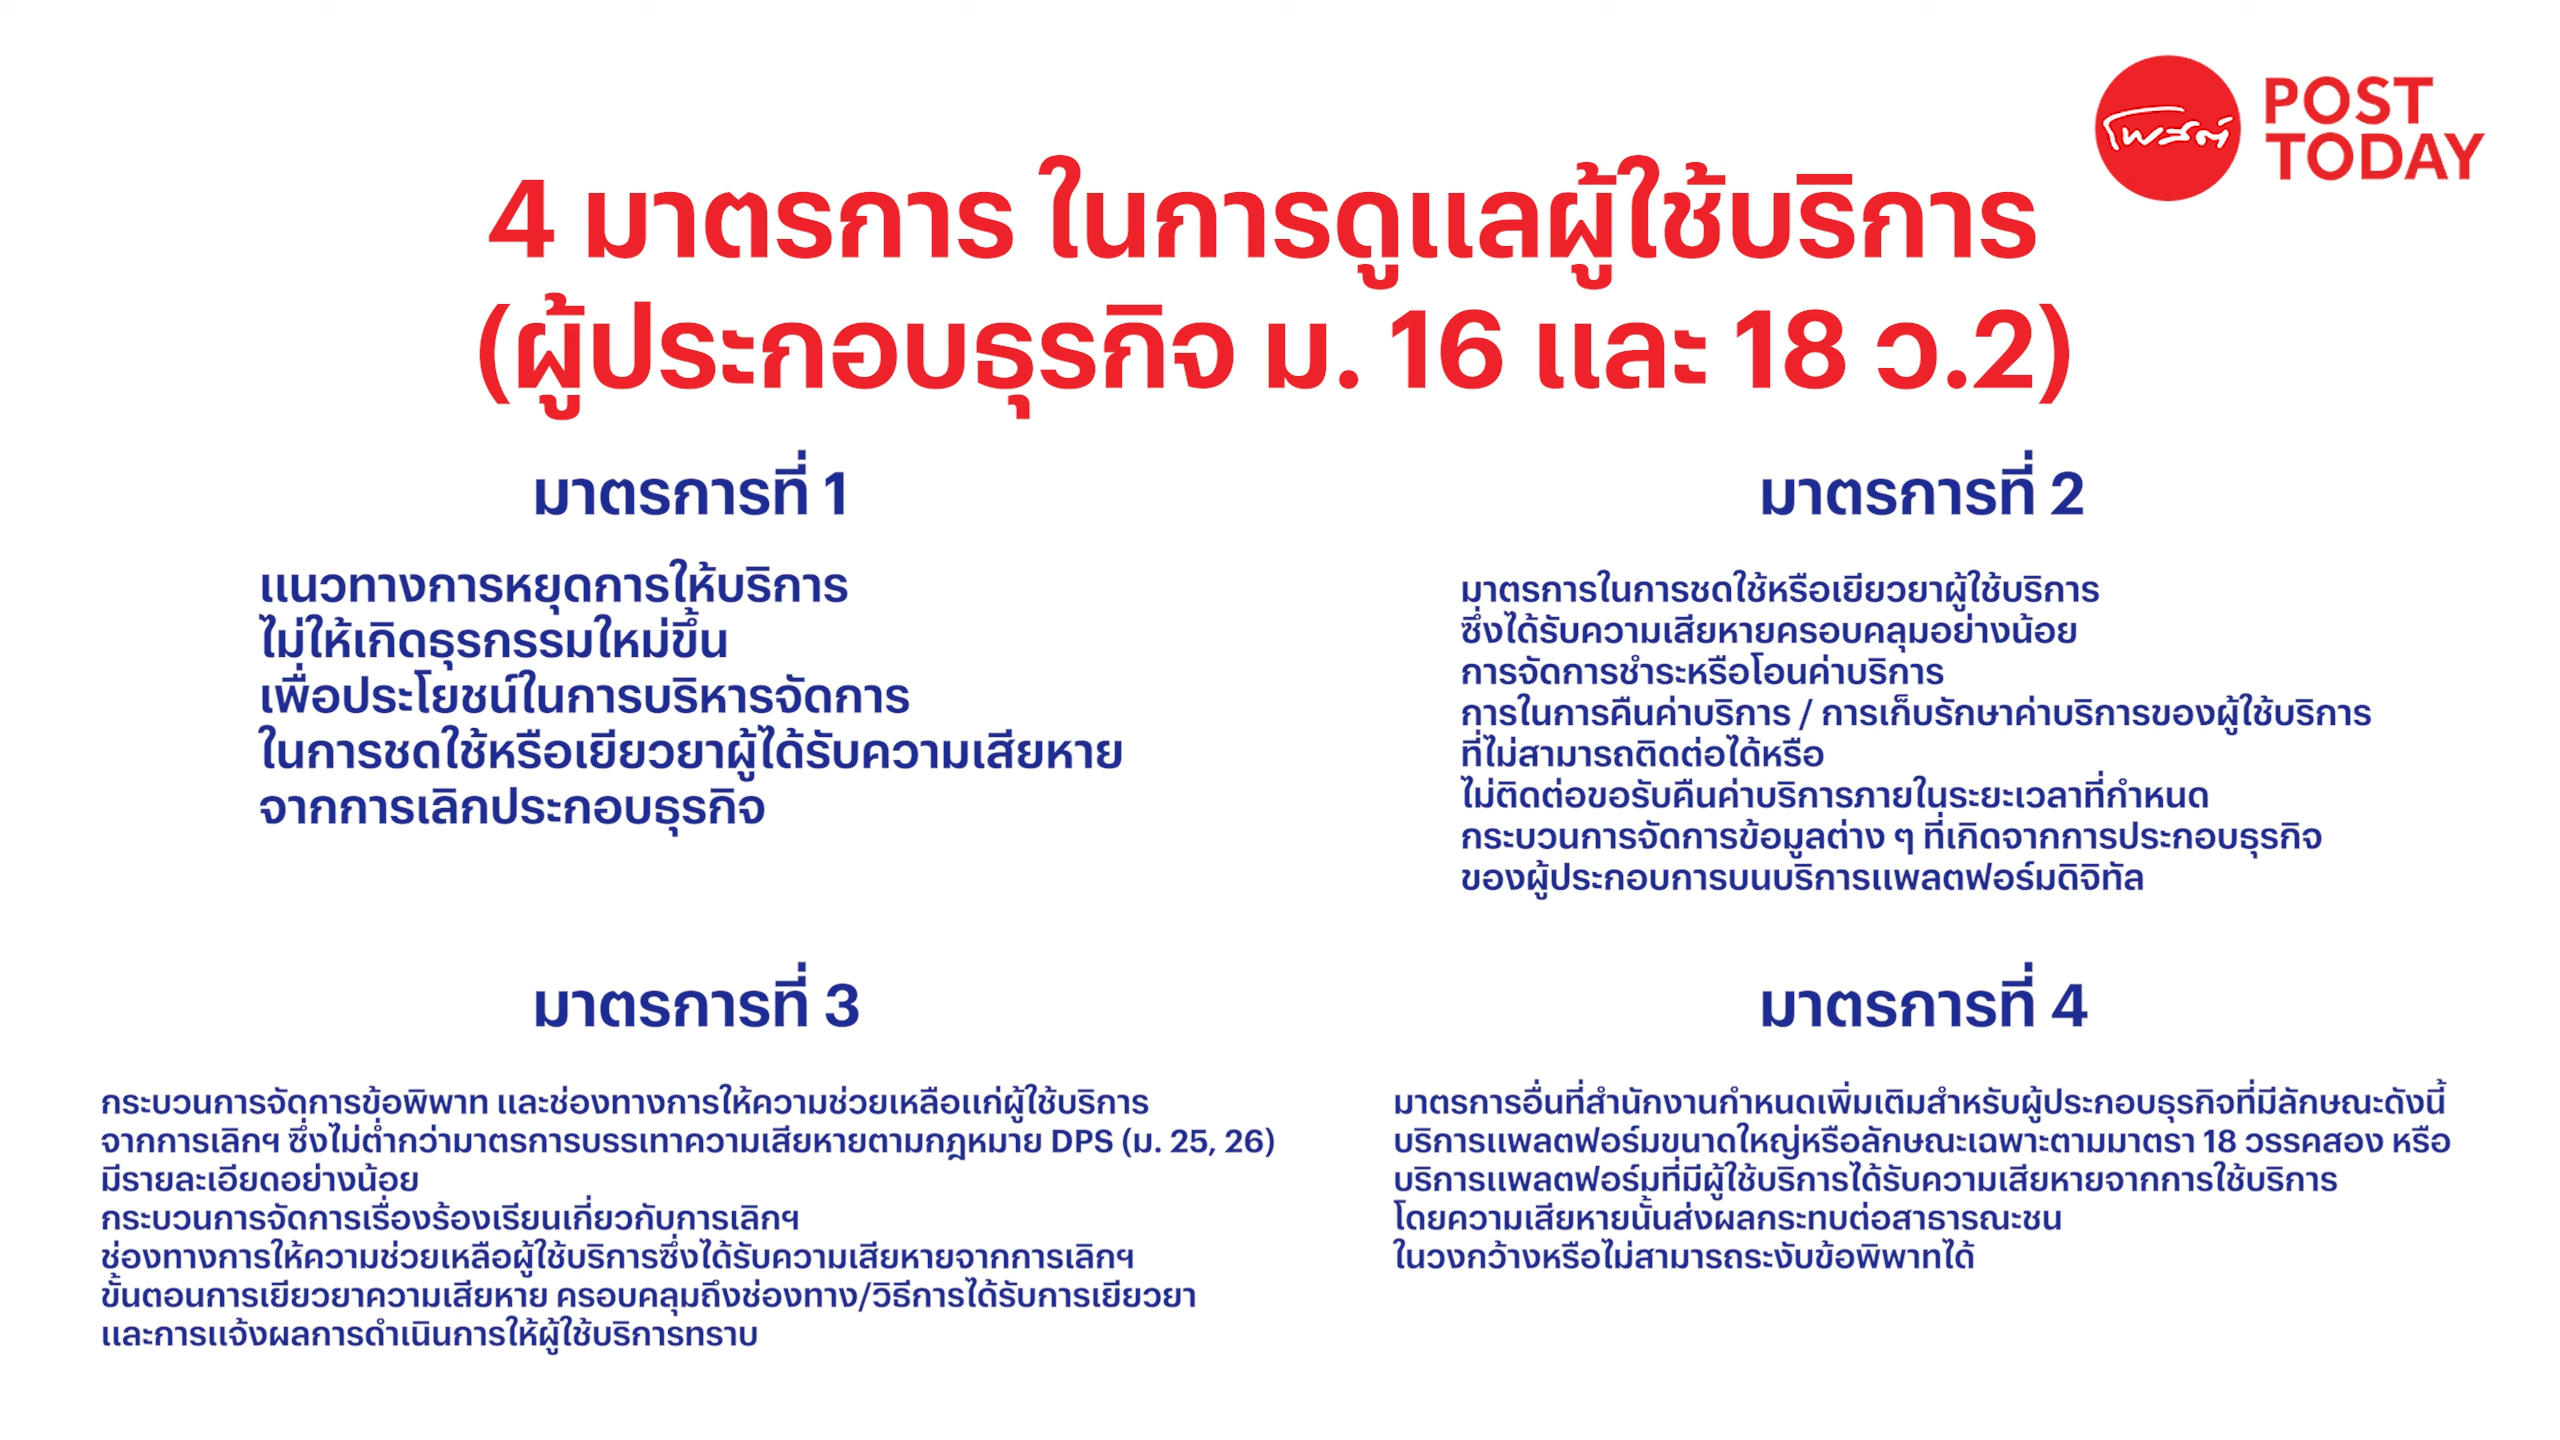 โพสต์
POST
TODAY
4 มาตรการ ในการดูแลผู้ใช้บริการ
(ผู้ประกอบธุรกิจ ม. 16 และ 18 ว.2)
มาตรการที่ 1
แนวทางการหยุดการให้บริการ
ไม่ให้เกิดธุรกรรมใหม่ขึ้น
เพื่อประโยชน์ในการบริหารจัดการ
ในการชดใช้หรือเยียวยาผู้ได้รับความเสียหาย
จากการเลิกประกอบธุรกิจ
มาตรการที่ 2
มาตรการในการชดใช้หรือเยียวยาผู้ใช้บริการ
ซึ่งได้รับความเสียหายครอบคลุมอย่างน้อย
การจัดการชำระหรือโอนค่าบริการ
การในการคืนค่าบริการ / การเก็บรักษาค่าบริการของผู้ใช้บริการ
ที่ไม่สามารถติดต่อได้หรือ
ไม่ติดต่อขอรับคืนค่าบริการภายในระยะเวลาที่กำหนด
กระบวนการจัดการข้อมูลต่าง ๆ ที่เกิดจากการประกอบธุรกิจ
ของผู้ประกอบการบนบริการแพลตฟอร์มดิจิทัล
มาตรการที่ 3
กระบวนการจัดการข้อพิพาท และช่องทางการให้ความช่วยเหลือแก่ผู้ใช้บริการ
จากการเลิกฯ ซึ่งไม่ต่ำกว่ามาตรการบรรเทาความเสียหายตามกฎหมาย DPS (ม. 25, 26)
มีรายละเอียดอย่างน้อย
กระบวนการจัดการเรื่องร้องเรียนเกี่ยวกับการเลิกฯ
ช่องทางการให้ความช่วยเหลือผู้ใช้บริการซึ่งได้รับความเสียหายจากการเลิกฯ
ขั้นตอนการเยียวยาความเสียหาย ครอบคลุมถึงช่องทาง/วิธีการได้รับการเยียวยา
และการแจ้งผลการดำเนินการให้ผู้ใช้บริการทราบ
มาตรการที่ 4
มาตรการอื่นที่สำนักงานกำหนดเพิ่มเติมสำหรับผู้ประกอบธุรกิจที่มีลักษณะดังนี้
บริการแพลตฟอร์มขนาดใหญ่หรือลักษณะเฉพาะตามมาตรา 18 วรรคสอง หรือ
บริการแพลตฟอร์มที่มีผู้ใช้บริการได้รับความเสียหายจากการใช้บริการ
โดยความเสียหายนั้นส่งผลกระทบต่อสาธารณะชน
ในวงกว้างหรือไม่สามารถระงับข้อพิพาทได้